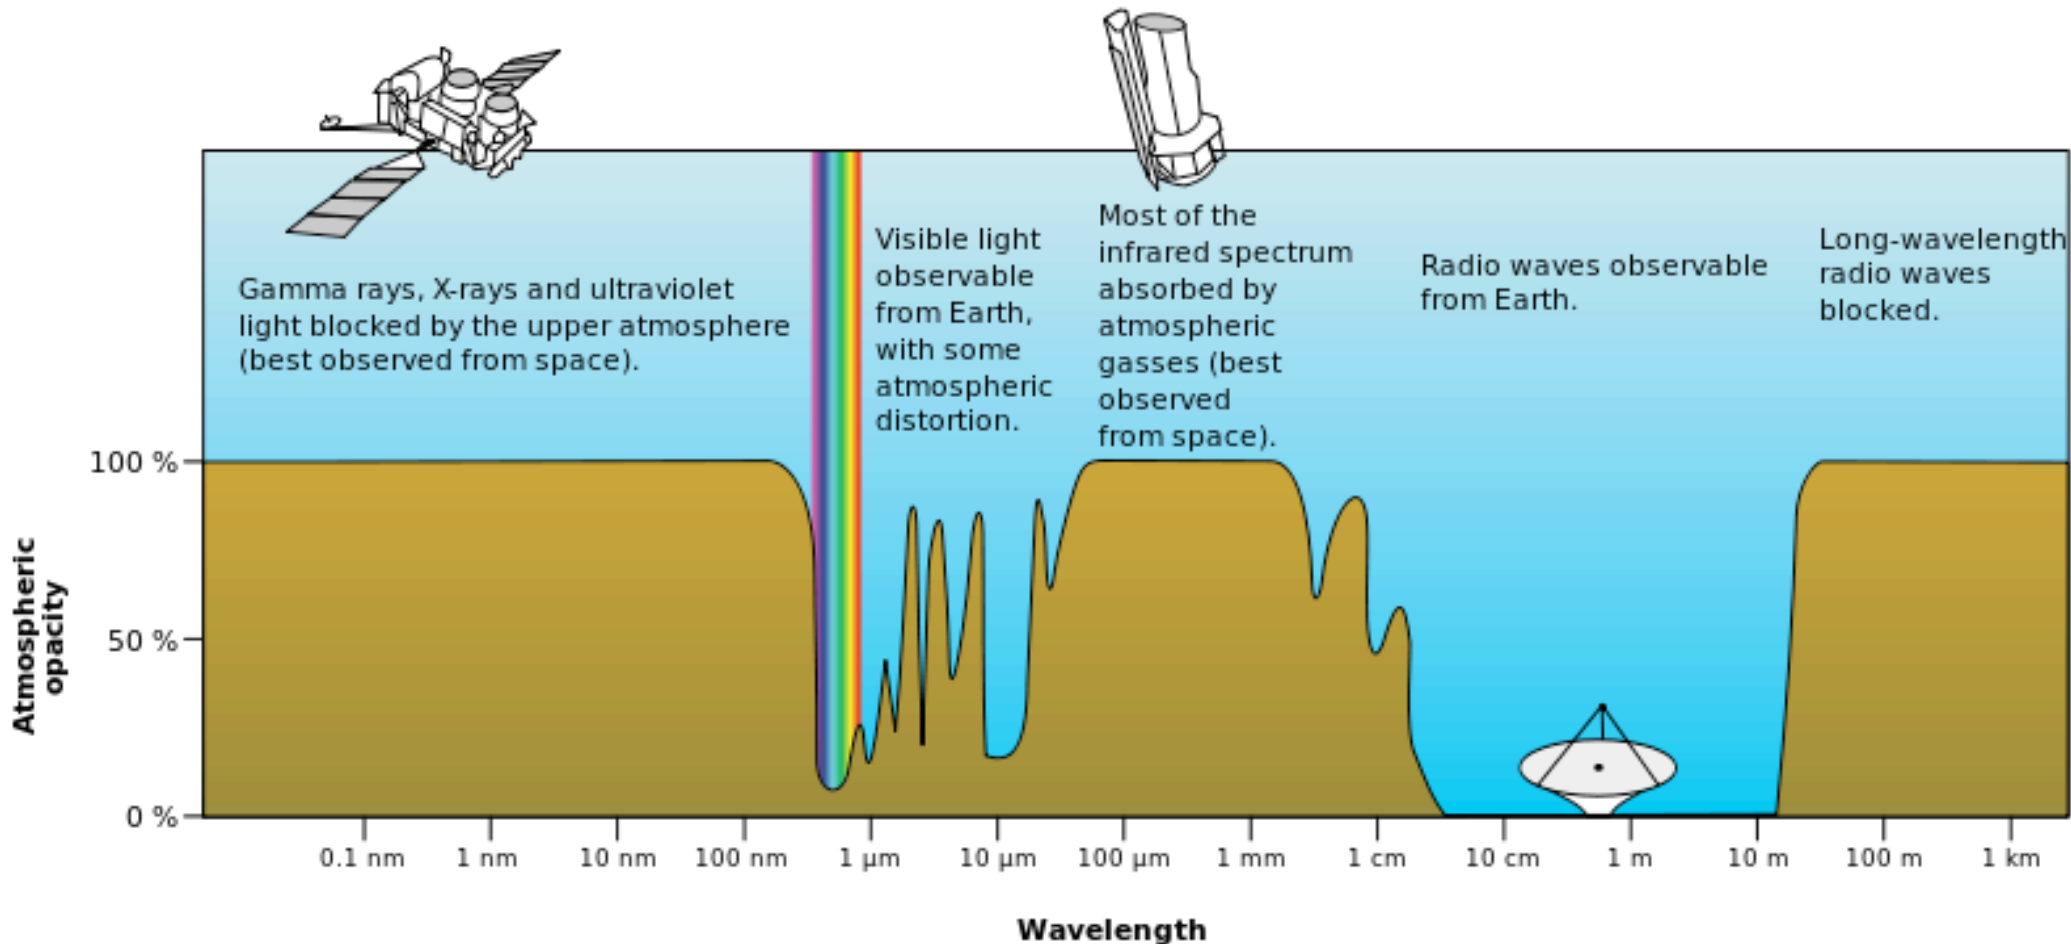 Gamma rays, X-rays and ultraviolet
light blocked by the upper atmosphere
(best observed from space).
Visible light
observable
from Earth,
with some
atmospheric
distortion.
Most of the
infrared spectrum
absorbed by
atmospheric
gasses (best
observed
from space).
Radio waves observable
from Earth.
Long-wavelength
radio waves
blocked.
Atmospheric
opacity
100 %
50 %
0 %
0.1 nm
1 nm
10 nm
100 nm
1 µm
10 µm
100 µm
1 mm
1 cm
10 cm
1 m
10 m
100 m
1 km
Wavelength